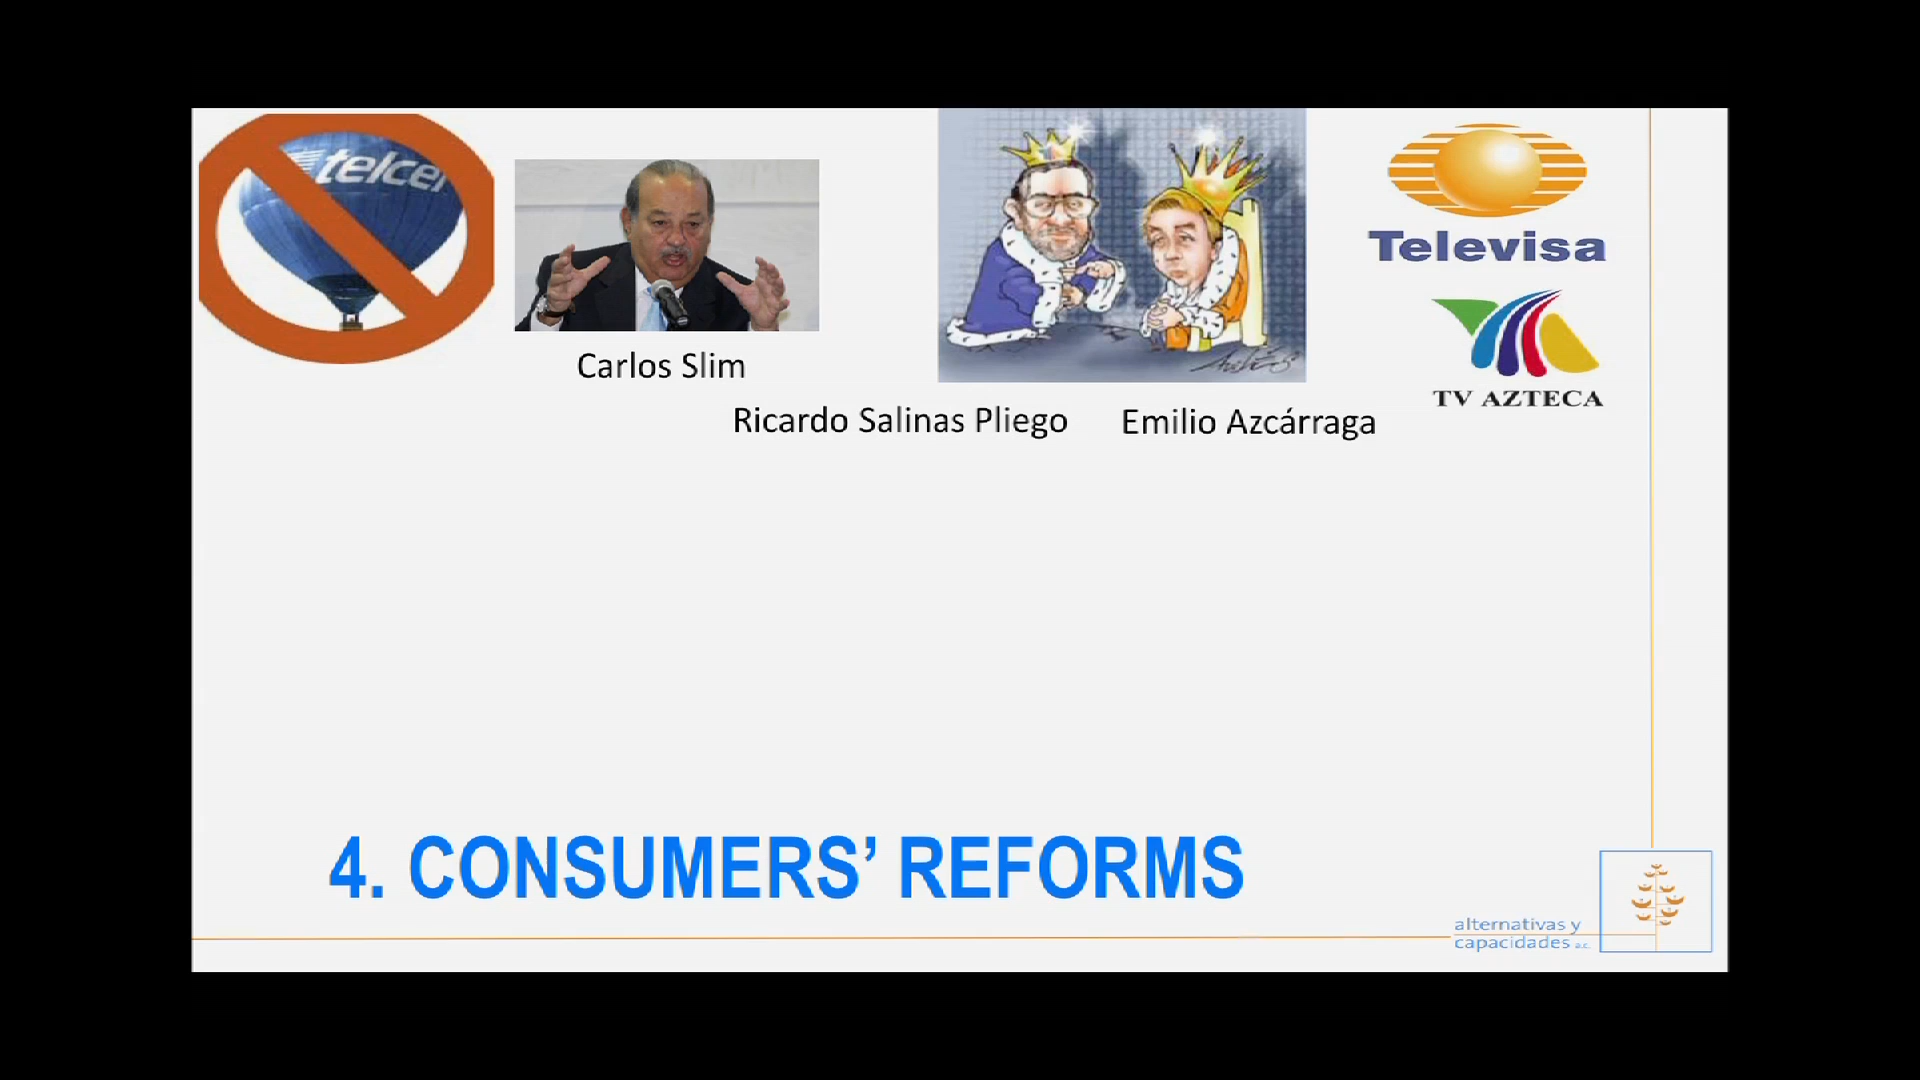 telcel
Carlos Slim
Ricardo Salinas Pliego
Emilio Azcárraga
Televisa
TV AZTECA
4. CONSUMERS’ REFORMS
alternativas y
capacidades a.c.